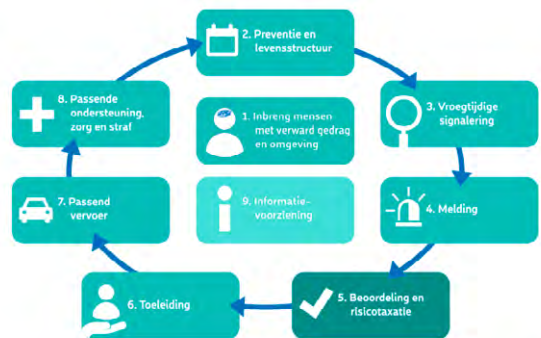 2. Preventie en
levensstructuur
8. Passende
ondersteuning,
zorg en straf
1. Inbreng mensen
met verward gedrag
en omgeving
3. Vroegtijdige
signalering
7. Passend
vervoer
9. Informatie-
voorziening
4. Melding
6. Toeleiding
5. Beoordeling en
risicotaxatie